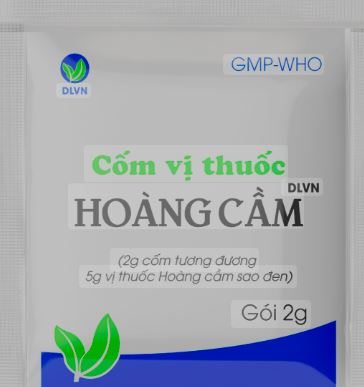 DLVN
GMP-WHO
Cốm vị thuốc
HOÀNG CẦM DLVN
(2g cốm tương đương
5g vị thuốc Hoàng cầm sao đen)
Gói 2g